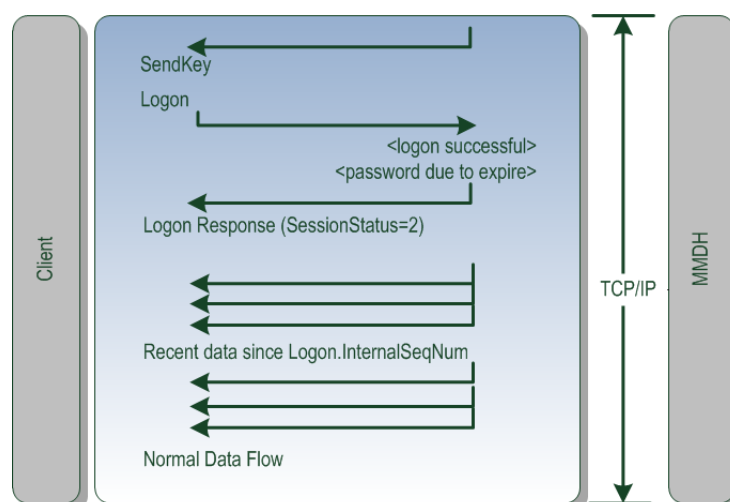 SendKey
Logon
<logon successful>
<password due to expire>
Logon Response (SessionStatus=2)
Client
TCP/IP
MMDH
Recent data since Logon.InternalSeqNum
Normal Data Flow